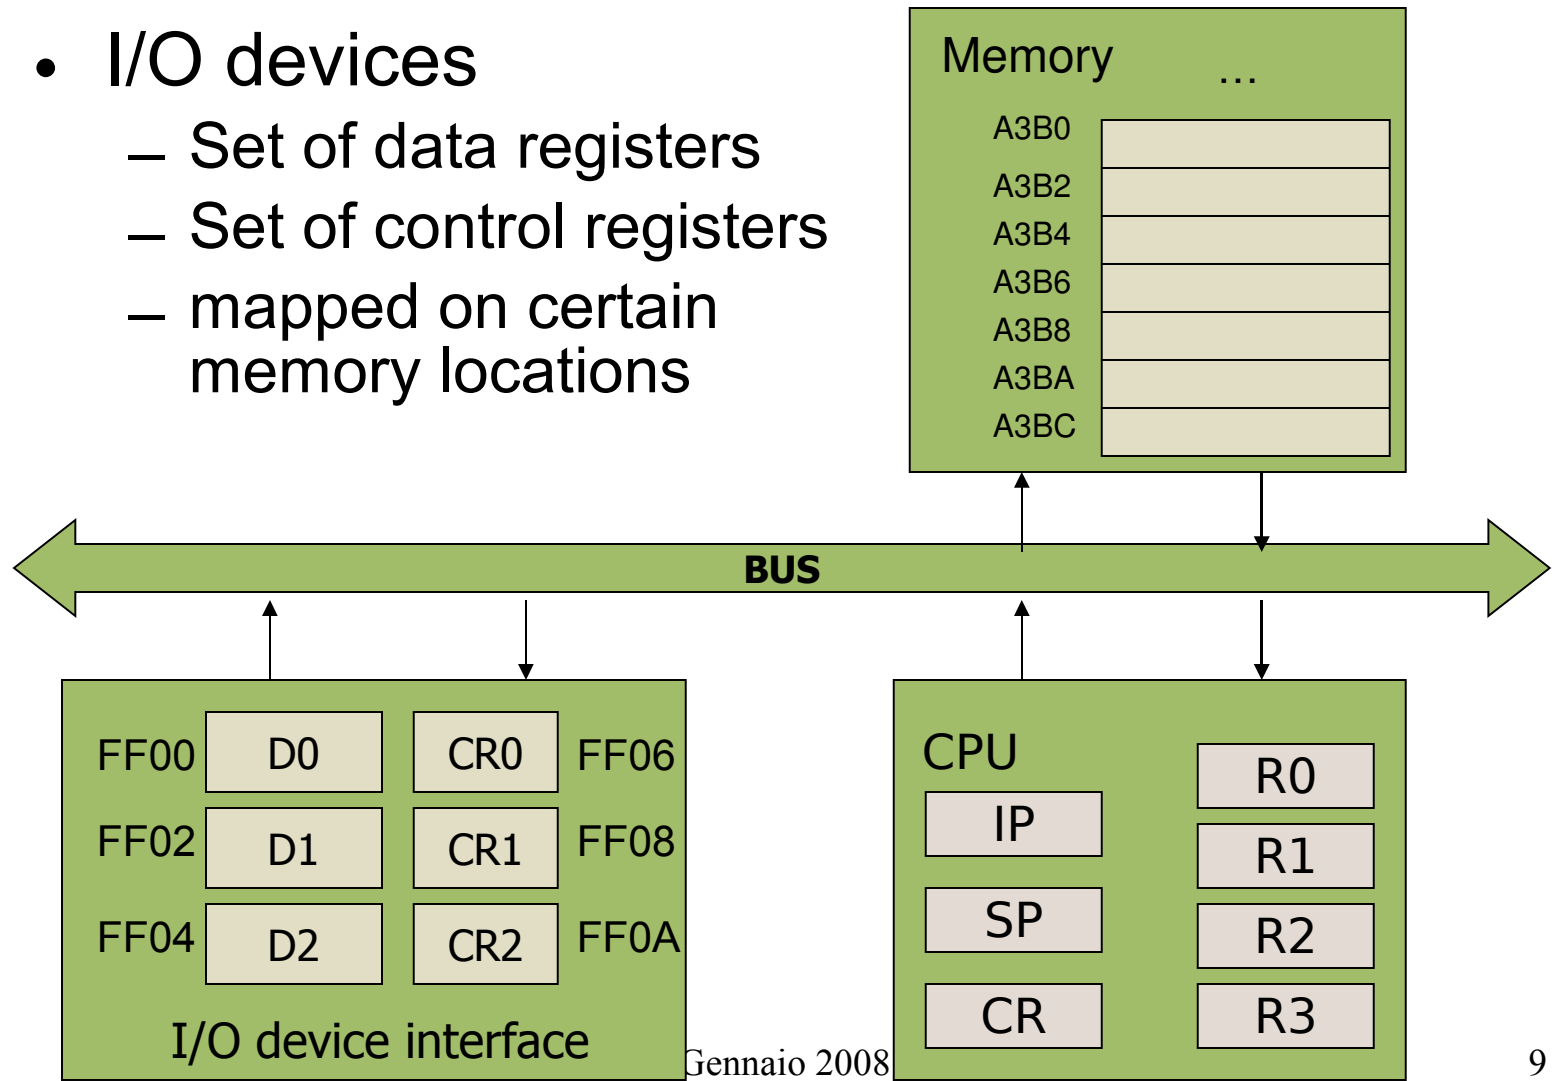 • I/O devices
– Set of data registers
– Set of control registers
– mapped on certain
memory locations
Memory ...
A3B0
A3B2
A3B4
A3B6
A3B8
A3BA
A3BC
BUS
FF00 D0 CR0 FF06
FF02 D1 CR1 FF08
FF04 D2 CR2 FF0A
I/O device interface
CPU
IP
SP
CR
R0
R1
R2
R3
Gennaio 2008
9